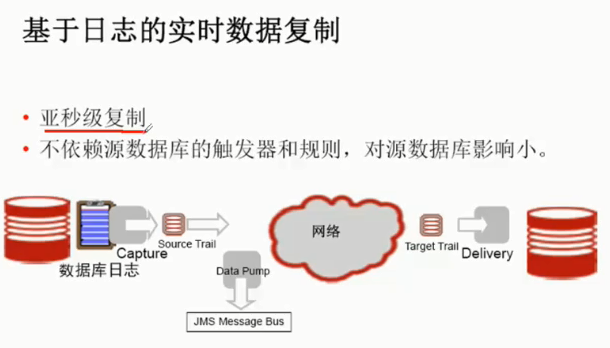 基于日志的实时数据复制
• 亚秒级复制
• 不依赖源数据库的触发器和规则，对源数据库影响小。
数据库日志
Capture
Source Trail
Data Pump
JMS Message Bus
网络
Target Trail
Delivery